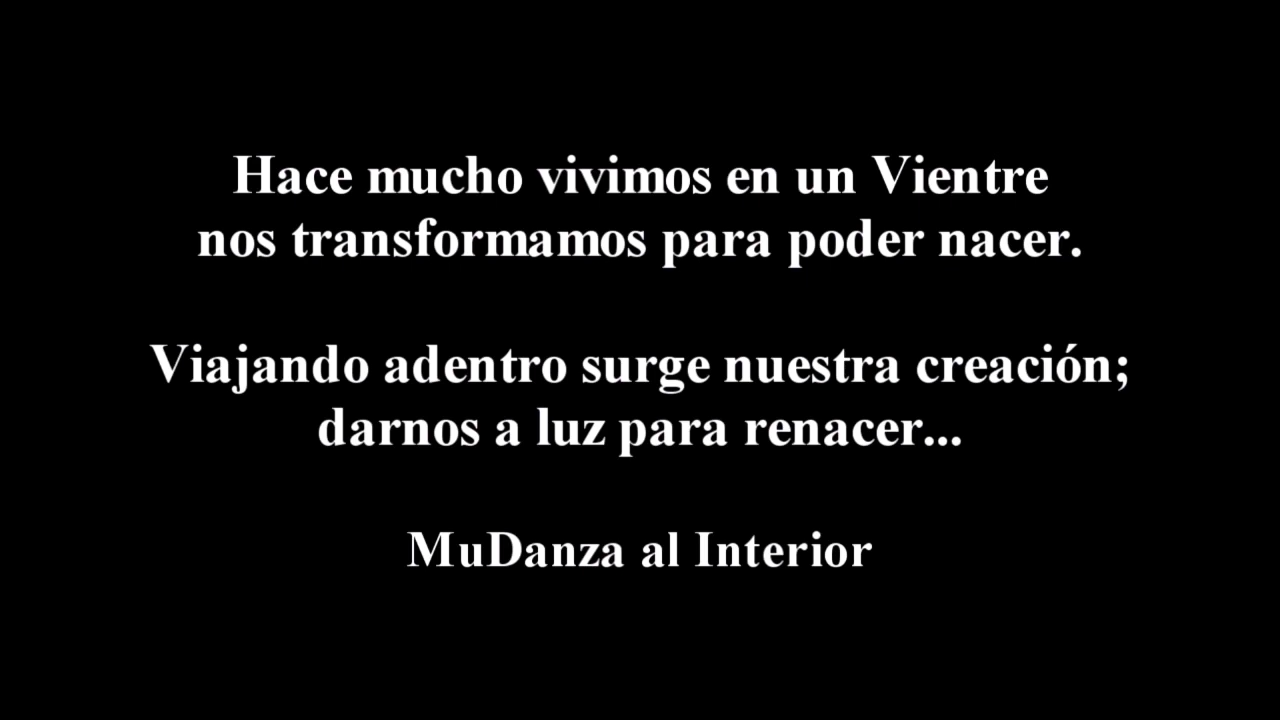 Hace mucho vivimos en un Vientre
nos transformamos para poder nacer.
Viajando adentro surge nuestra creación;
darnos a luz para renacer...
MuDanza al Interior